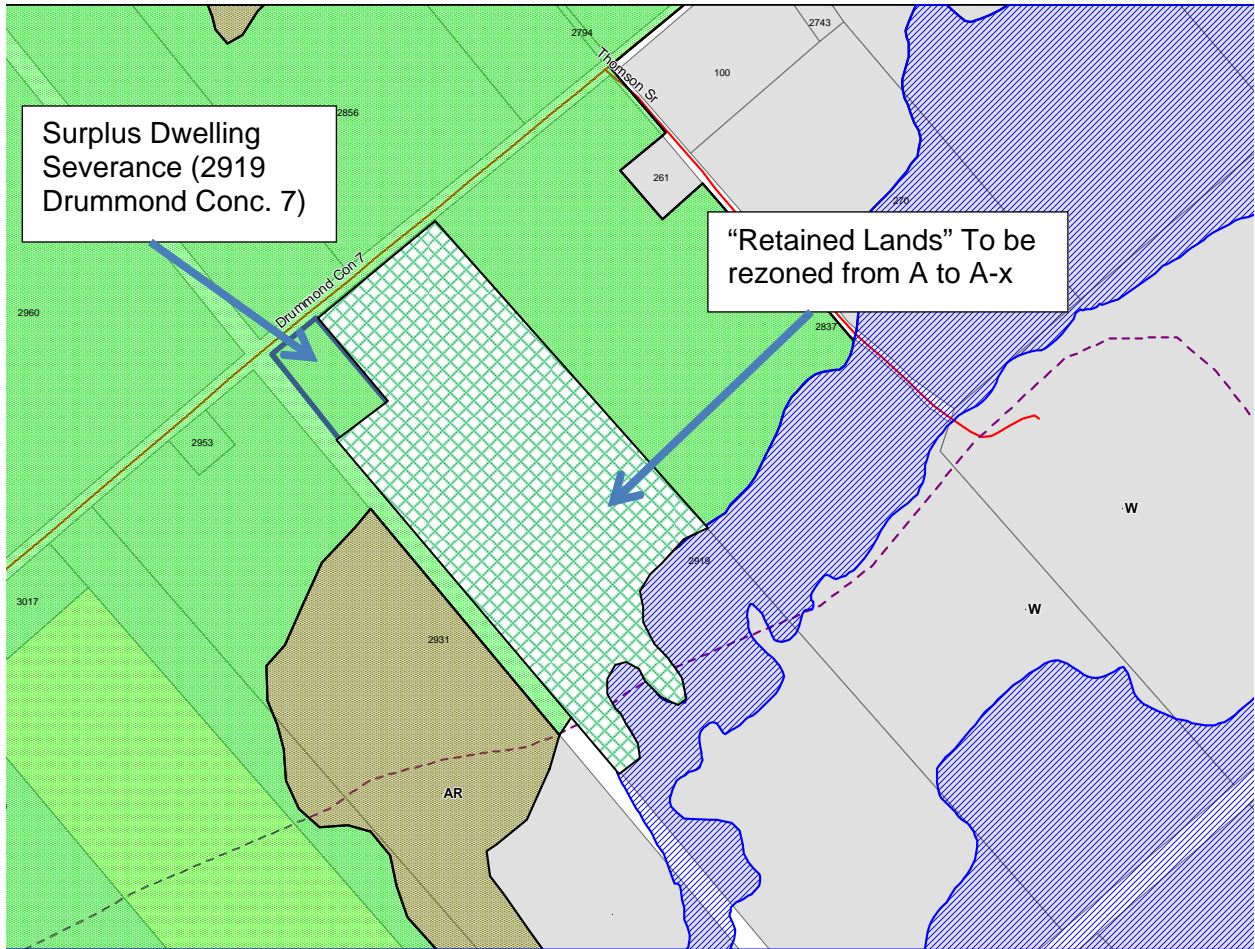 2743
2794
Thomson Sr
100
2856
Surplus Dwelling
Severance (2919
Drummond Conc. 7)
261
270
"Retained Lands" To be
rezoned from A to A-x
Drummond Con 7
2960
2837
2953
W
2919
3017
W
2931
AR